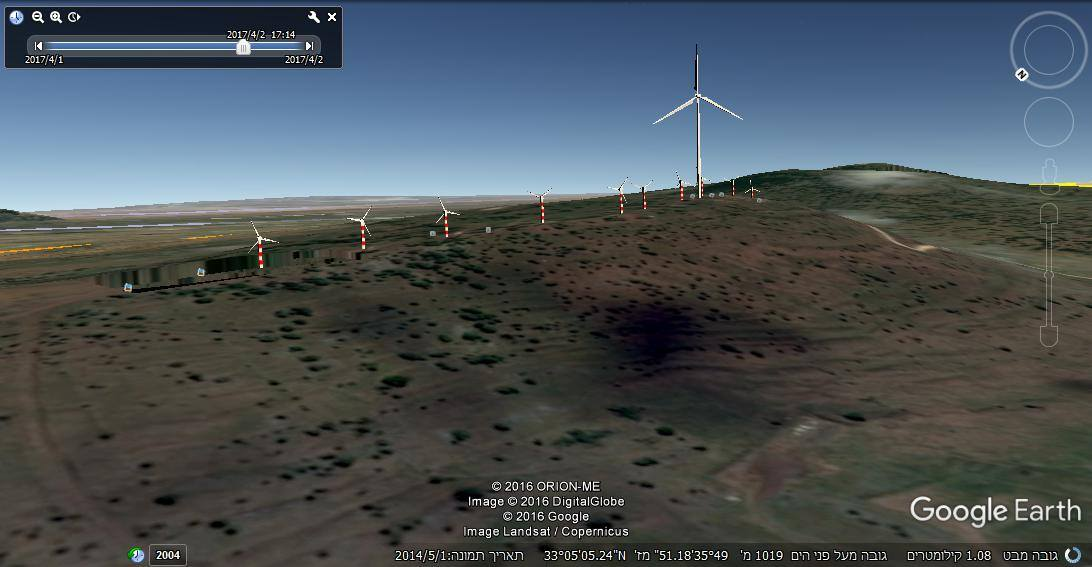 2017/4/2 17:14
2017/4/1
2017/4/2
N
© 2016 ORION-ME
Image © 2016 DigitalGlobe
© 2016 Google
Image Landsat / Copernicus
Google Earth
2004
תאריך תמונה:2014/5/1 33°05'05.24"N 35°49'51.18" מז' גובה מעל פני הים 1019 מ' גובה מבט 1.08 קילומטרים